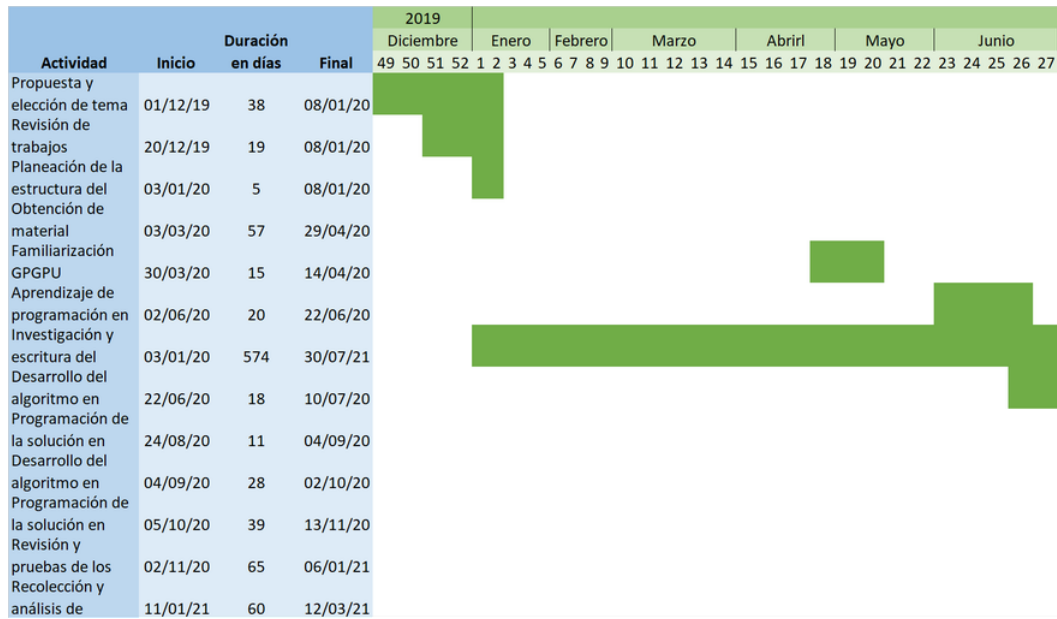 2019
Diciembre Enero Febrero Marzo Abrirl Mayo Junio
Actividad Inicio Duración en días Final 49 50 51 52 1 2 3 4 5 6 7 8 9 10 11 12 13 14 15 16 17 18 19 20 21 22 23 24 25 26 27
Propuesta y
elección de tema 01/12/19 38 08/01/20
Revisión de
trabajos 20/12/19 19 08/01/20
Planeación de la
estructura del 03/01/20 5 08/01/20
Obtención de
material 03/03/20 57 29/04/20
Familiarización
GPGPU 30/03/20 15 14/04/20
Aprendizaje de
programación en 02/06/20 20 22/06/20
Investigación y
escritura del 03/01/20 574 30/07/21
Desarrollo del
algoritmo en 22/06/20 18 10/07/20
Programación de
la solución en 24/08/20 11 04/09/20
Desarrollo del
algoritmo en 04/09/20 28 02/10/20
Programación de
la solución en 05/10/20 39 13/11/20
Revisión y
pruebas de los 02/11/20 65 06/01/21
Recolección y
análisis de 11/01/21 60 12/03/21